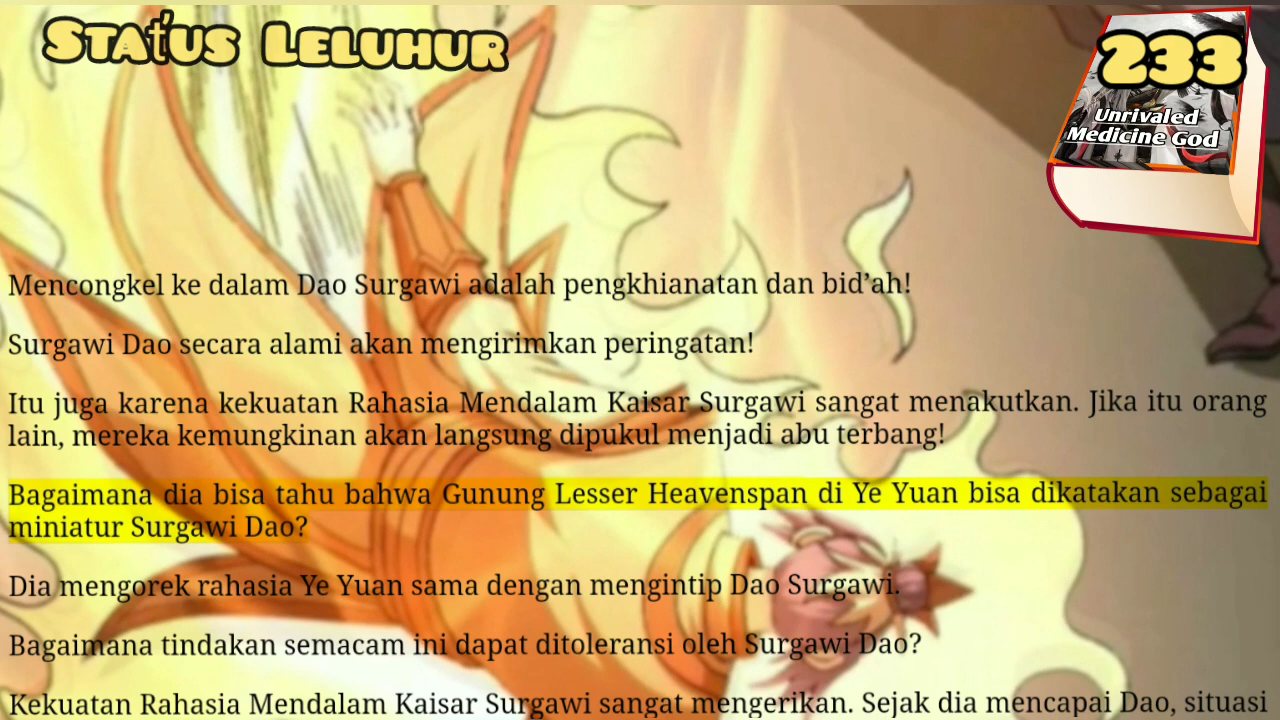 Status Leluhur
233
Unrivaled
Medicine God
Mencongkel ke dalam Dao Surgawi adalah pengkhianatan dan bid’ah!
Surgawi Dao secara alami akan mengirimkan peringatan!
Itu juga karena kekuatan Rahasia Mendalam Kaisar Surgawi sangat menakutkan. Jika itu orang
lain, mereka kemungkinan akan langsung dipukul menjadi abu terbang!
Bagaimana dia bisa tahu bahwa Gunung Lesser Heavenspan di Ye Yuan bisa dikatakan sebagai
miniatur Surgawi Dao?
Dia mengorek rahasia Ye Yuan sama dengan mengintip Dao Surgawi.
Bagaimana tindakan semacam ini dapat ditoleransi oleh Surgawi Dao?
Kekuatan Rahasia Mendalam Kaisar Surgawi sangat mengerikan. Sejak dia mencapai Dao, situasi